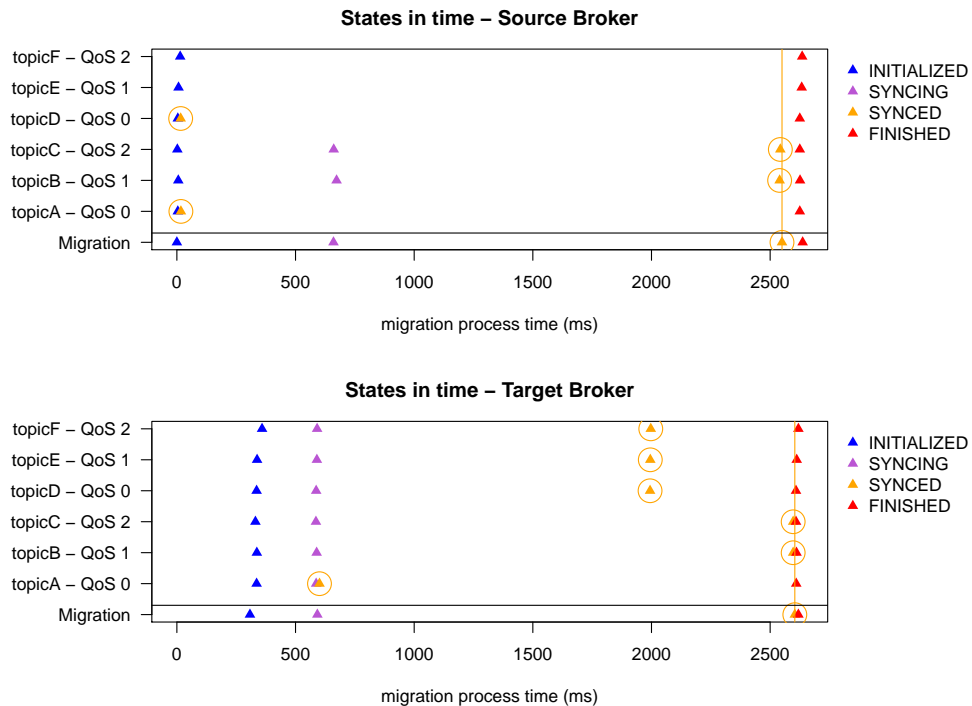 States in time – Source Broker
topicF – QoS 2
topicE – QoS 1
topicD – QoS 0
topicC – QoS 2
topicB – QoS 1
topicA – QoS 0
Migration
INITIALIZED
SYNCING
SYNCED
FINISHED
0 500 1000 1500 2000 2500
migration process time (ms)
States in time – Target Broker
topicF – QoS 2
topicE – QoS 1
topicD – QoS 0
topicC – QoS 2
topicB – QoS 1
topicA – QoS 0
Migration
INITIALIZED
SYNCING
SYNCED
FINISHED
0 500 1000 1500 2000 2500
migration process time (ms)